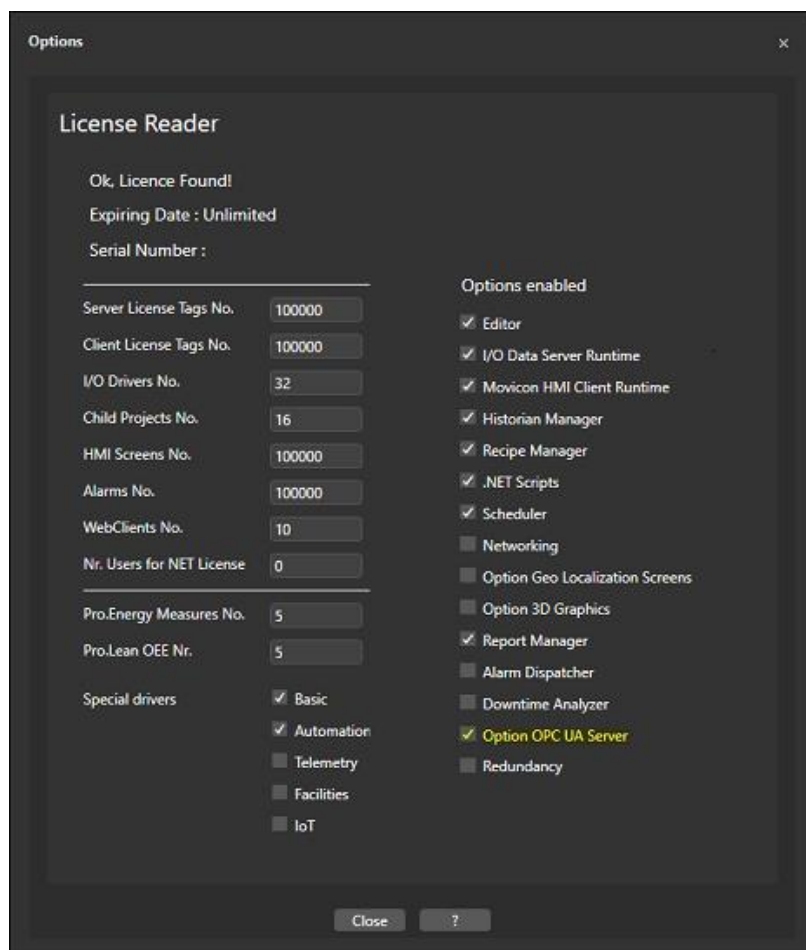 Options
×
License Reader
Ok, Licence Found!
Expiring Date : Unlimited
Serial Number :
Server License Tags No. 100000
Client License Tags No. 100000
I/O Drivers No. 32
Child Projects No. 16
HMI Screens No. 100000
Alarms No. 100000
WebClients No. 10
Nr. Users for NET License 0
Pro.Energy Measures No. 5
Pro.Lean OEE Nr. 5
Special drivers
Basic
Automation
Telemetry
Facilities
IoT
Options enabled
Editor
I/O Data Server Runtime
Movicon HMI Client Runtime
Historian Manager
Recipe Manager
.NET Scripts
Scheduler
Networking
Option Geo Localization Screens
Option 3D Graphics
Report Manager
Alarm Dispatcher
Downtime Analyzer
Option OPC UA Server
Redundancy
Close ?